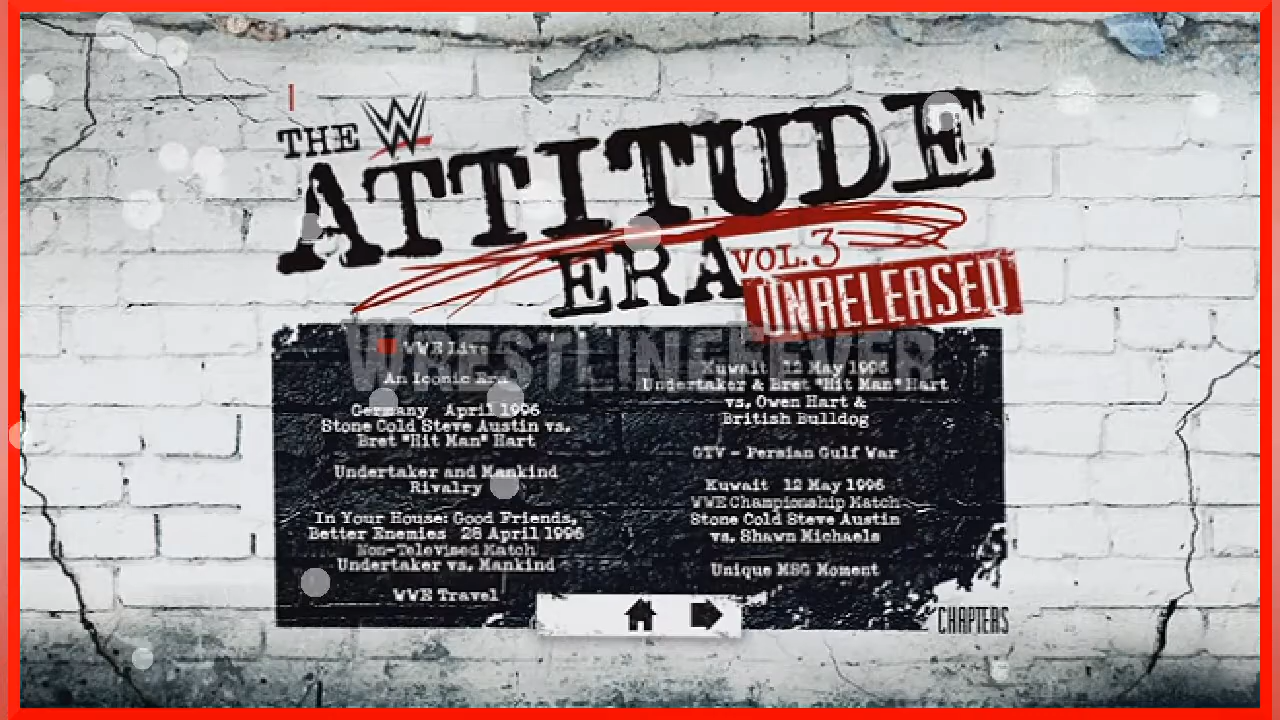 THE W
ATTITUDE
ERA VOL.3
UNRELEASED
WRESTLINGFEVER
WWE Live
An Iconic Era
Germany April 1996
Stone Cold Steve Austin vs.
Bret "Hit Man" Hart
Undertaker and Mankind
Rivalry
In Your House: Good Friends,
Better Enemies 28 April 1996
Non-Televised Match
Undertaker vs. Mankind
WWE Travel
Kuwait 12 May 1996
Undertaker & Bret "Hit Man" Hart
vs. Owen Hart &
British Bulldog
GTV - Persian Gulf War
Kuwait 12 May 1996
WWE Championship Match
Stone Cold Steve Austin
vs. Shawn Michaels
Unique MSG Moment
CHAPTERS